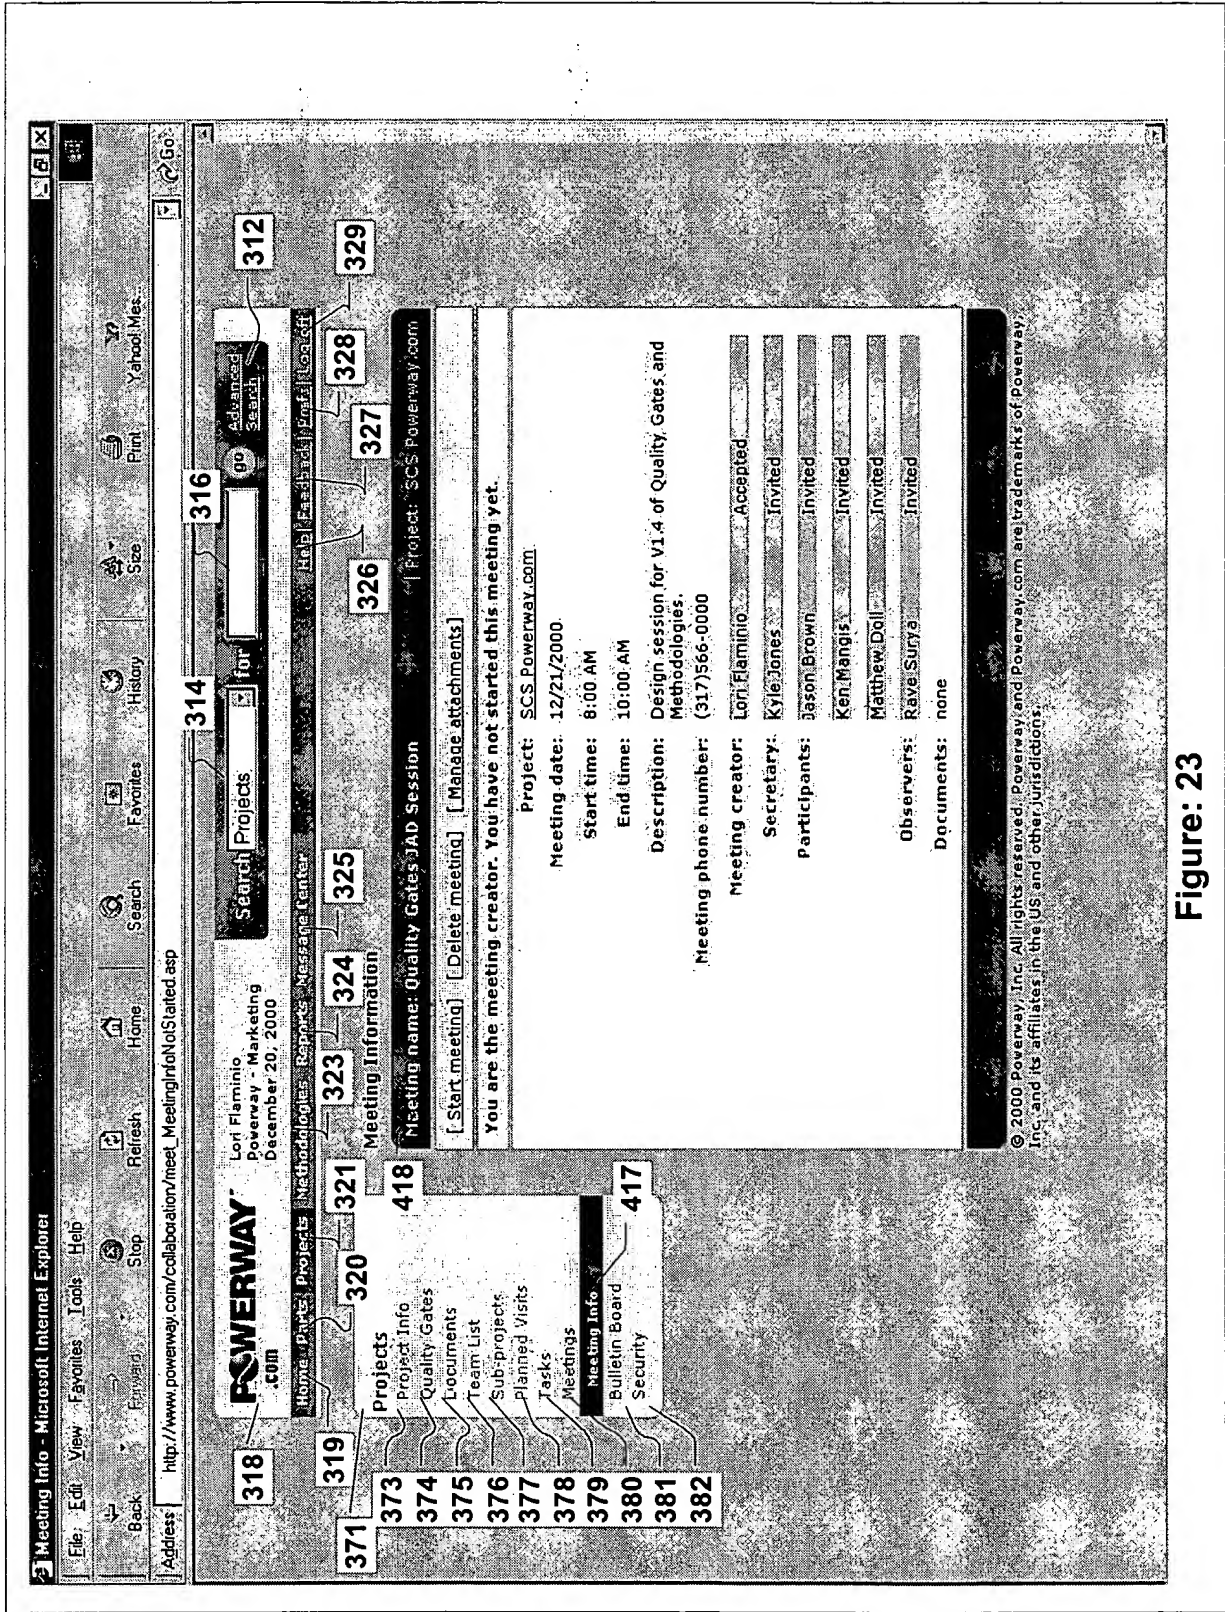 Meeting Info - Microsoft Internet Explorer
File Edit View Favorites Tools Help
Back Forward Stop Refresh Home Search Favorites History Size Print Yahoo! Mes...
Address http://www.powerway.com/collaboration/meet_MeetingInfoNotStarted.asp Go
314 316
318 POWERWAY
.com
Lori Flaminio
Powerway - Marketing
December 20, 2000
Search Projects for go Advanced
Search
312
Home Parts Projects Methodologies Reports Message Center Help Feedback Prefs Log off
319 320 321 323 324 325 326 327 328 329
Meeting Information
371 Projects
373 Project Info
374 Quality Gates
375 Documents
376 Team List
377 Sub-projects
378 Planned Visits
379 Tasks
380 Meetings
Meeting Info 417
381 Bulletin Board
382 Security
418
Meeting name: Quality Gates JAD Session | Project: SCS Powerway.com
[ Start meeting] [ Delete meeting] [ Manage attachments]
You are the meeting creator. You have not started this meeting yet.
Project: SCS Powerway.com
Meeting date: 12/21/2000
Start time: 8:00 AM
End time: 10:00 AM
Description: Design session for V1.4 of Quality Gates and
Methodologies.
Meeting phone number: (317)566-0000
Meeting creator: Lori Flaminio Accepted
Secretary: Kyle Jones Invited
Participants: Jason Brown Invited
Ken Mangis Invited
Matthew Doll Invited
Observers: Rave Surya Invited
Documents: none
© 2000 Powerway, Inc. All rights reserved. Powerway and Powerway.com are trademarks of Powerway,
Inc. and its affiliates in the US and other jurisdictions.
Figure: 23